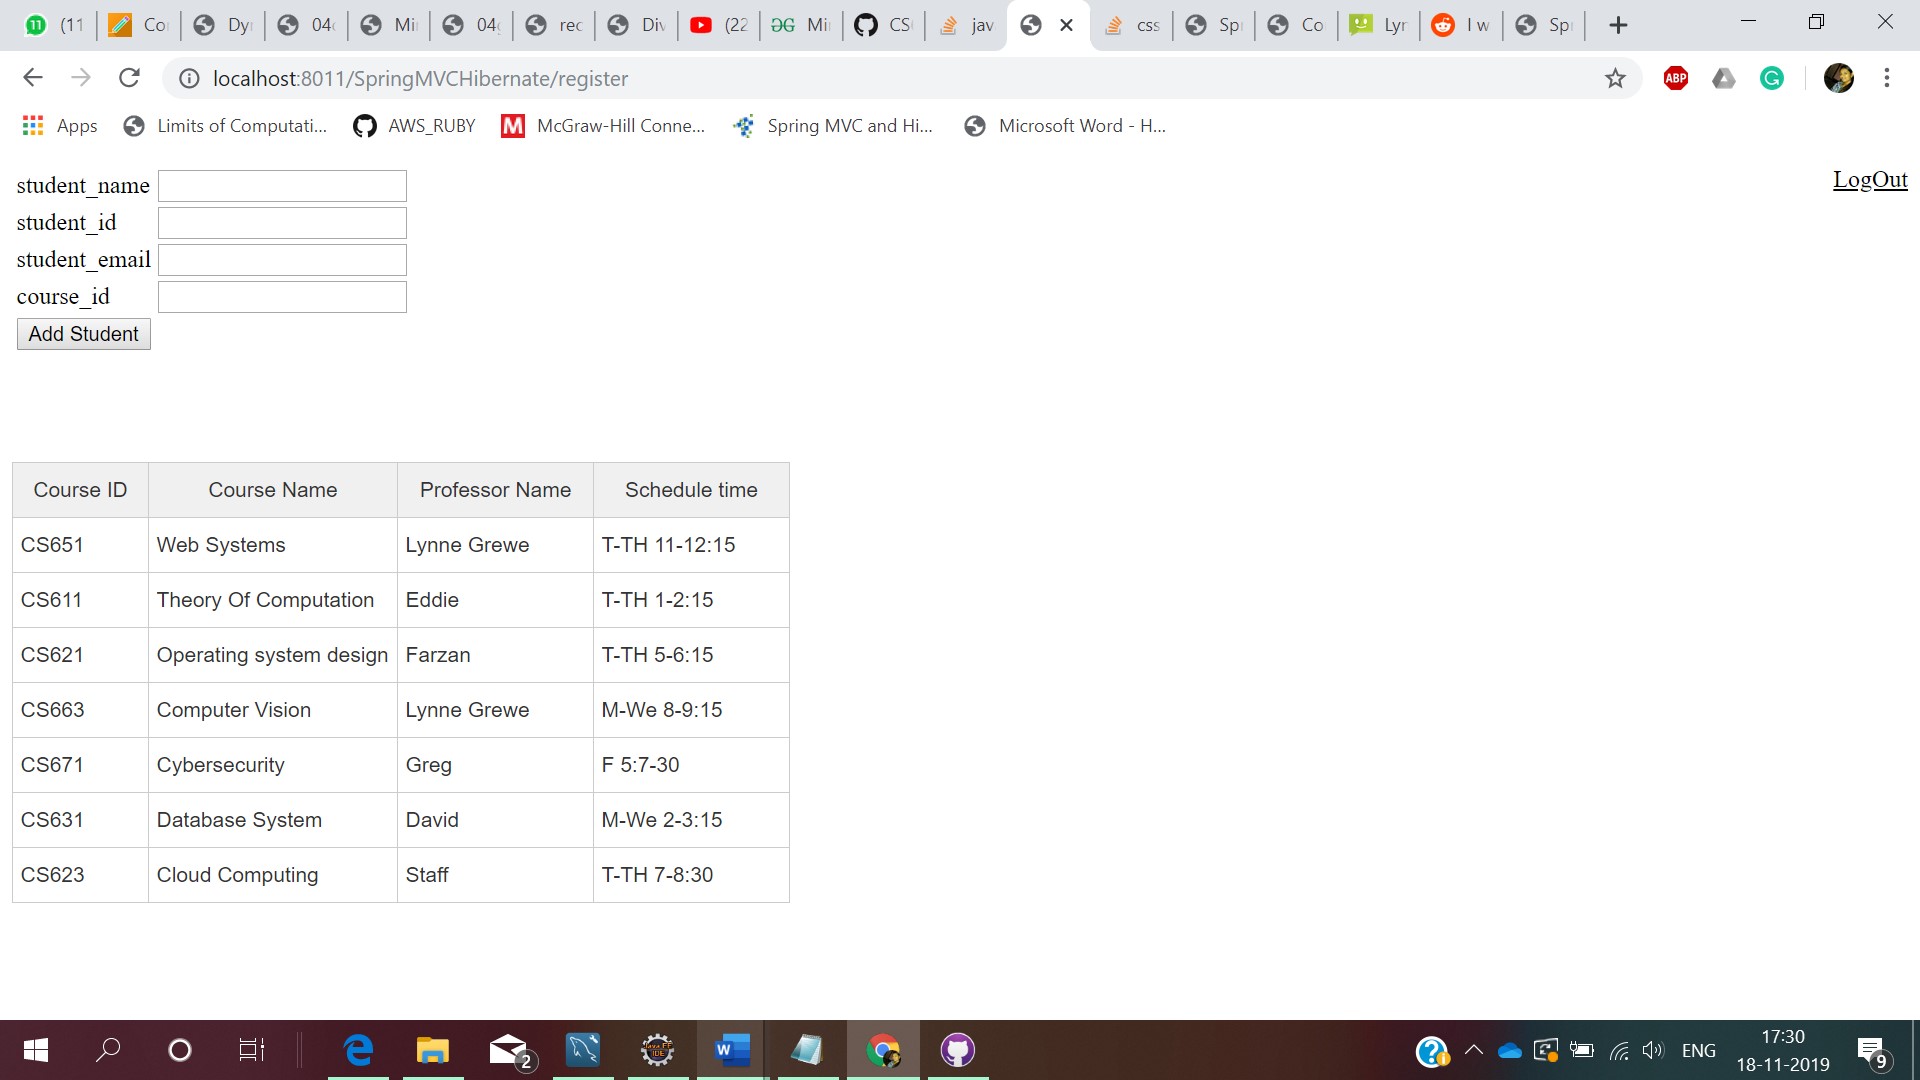 (11 Co Dy 04 Mi 04 rec Div (22 Mi CS jav css Sp Co Lyn I w Sp
localhost:8011/SpringMVCHibernate/register ABP
Apps Limits of Computati... AWS_RUBY McGraw-Hill Conne... Spring MVC and Hi... Microsoft Word - H...
student_name LogOut
student_id
student_email
course_id
Add Student
Course ID Course Name Professor Name Schedule time
CS651 Web Systems Lynne Grewe T-TH 11-12:15
CS611 Theory Of Computation Eddie T-TH 1-2:15
CS621 Operating system design Farzan T-TH 5-6:15
CS663 Computer Vision Lynne Grewe M-We 8-9:15
CS671 Cybersecurity Greg F 5:7-30
CS631 Database System David M-We 2-3:15
CS623 Cloud Computing Staff T-TH 7-8:30
2 ENG 17:30 9
18-11-2019